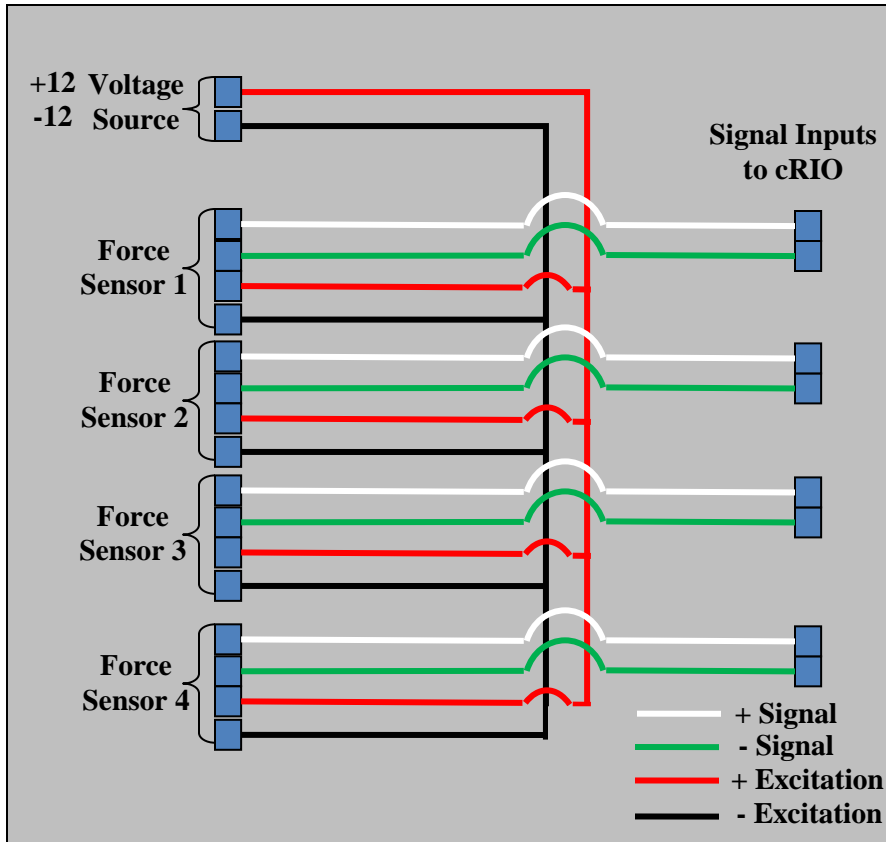 +12 Voltage
-12 Source
Signal Inputs
to cRIO
Force
Sensor 1
Force
Sensor 2
Force
Sensor 3
Force
Sensor 4
+ Signal
- Signal
+ Excitation
- Excitation